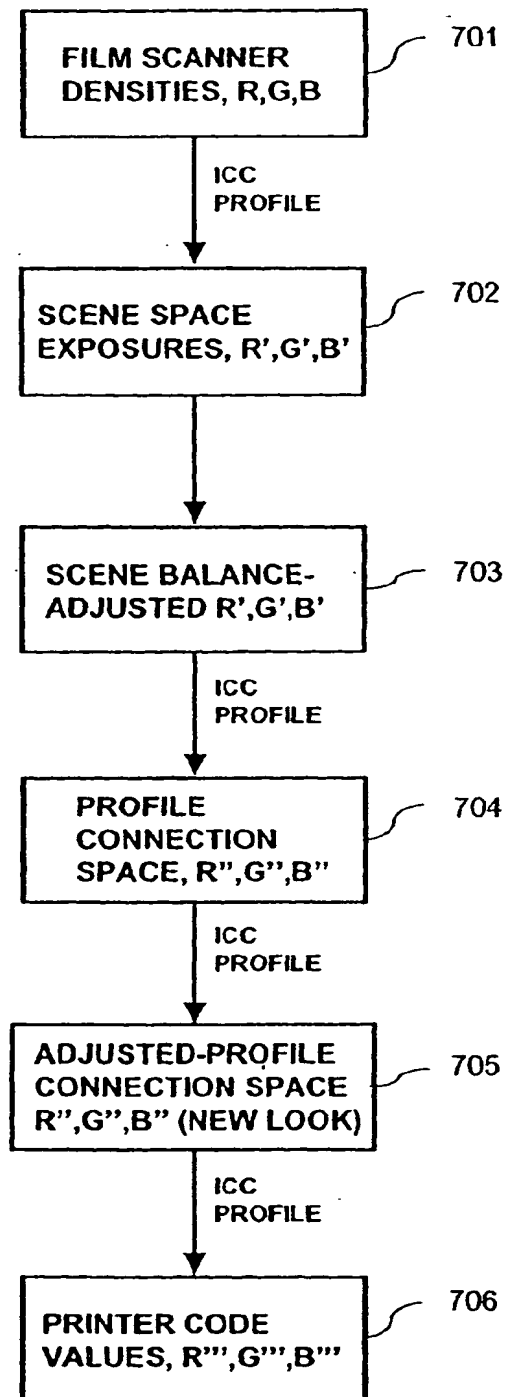 701
FILM SCANNER
DENSITIES, R,G,B
ICC
PROFILE
702
SCENE SPACE
EXPOSURES, R',G',B'
703
SCENE BALANCE-
ADJUSTED R',G',B'
ICC
PROFILE
704
PROFILE
CONNECTION
SPACE, R",G",B"
ICC
PROFILE
705
ADJUSTED-PROFILE
CONNECTION SPACE
R",G",B" (NEW LOOK)
ICC
PROFILE
706
PRINTER CODE
VALUES, R''',G''',B'''